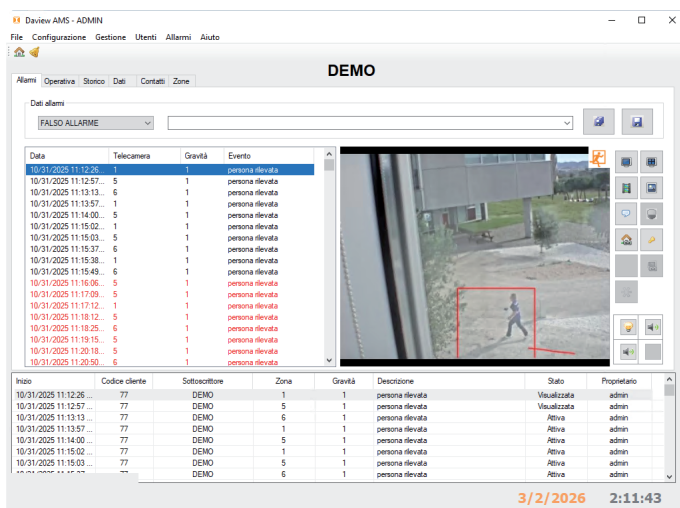 Daview AMS - ADMIN
File Configurazione Gestione Utenti Allarmi Aiuto
DEMO
Allarmi Operativa Storico Dati Contatti Zone
Dati allarmi
FALSO ALLARME
Data Telecamera Gravità Evento
10/31/2025 11:12:26... 1 1 persona rilevata
10/31/2025 11:12:57... 5 1 persona rilevata
10/31/2025 11:13:13... 6 1 persona rilevata
10/31/2025 11:13:57... 1 1 persona rilevata
10/31/2025 11:14:00... 5 1 persona rilevata
10/31/2025 11:15:02... 1 1 persona rilevata
10/31/2025 11:15:03... 5 1 persona rilevata
10/31/2025 11:15:37... 6 1 persona rilevata
10/31/2025 11:15:38... 1 1 persona rilevata
10/31/2025 11:15:49... 6 1 persona rilevata
10/31/2025 11:16:06... 5 1 persona rilevata
10/31/2025 11:17:09... 5 1 persona rilevata
10/31/2025 11:17:12... 1 1 persona rilevata
10/31/2025 11:18:12... 5 1 persona rilevata
10/31/2025 11:18:25... 6 1 persona rilevata
10/31/2025 11:19:15... 5 1 persona rilevata
10/31/2025 11:20:18... 5 1 persona rilevata
10/31/2025 11:20:50... 6 1 persona rilevata
Inizio Codice cliente Sottoscrittore Zona Gravità Descrizione Stato Proprietario
10/31/2025 11:12:26 ... 77 DEMO 1 1 persona rilevata Visualizzata admin
10/31/2025 11:12:57 ... 77 DEMO 5 1 persona rilevata Visualizzata admin
10/31/2025 11:13:13 ... 77 DEMO 6 1 persona rilevata Attiva admin
10/31/2025 11:13:57 ... 77 DEMO 1 1 persona rilevata Attiva admin
10/31/2025 11:14:00 ... 77 DEMO 5 1 persona rilevata Attiva admin
10/31/2025 11:15:02 ... 77 DEMO 1 1 persona rilevata Attiva admin
10/31/2025 11:15:03 ... 77 DEMO 5 1 persona rilevata Attiva admin
77 DEMO 6 1 persona rilevata Attiva admin
3/2/2026 2:11:43